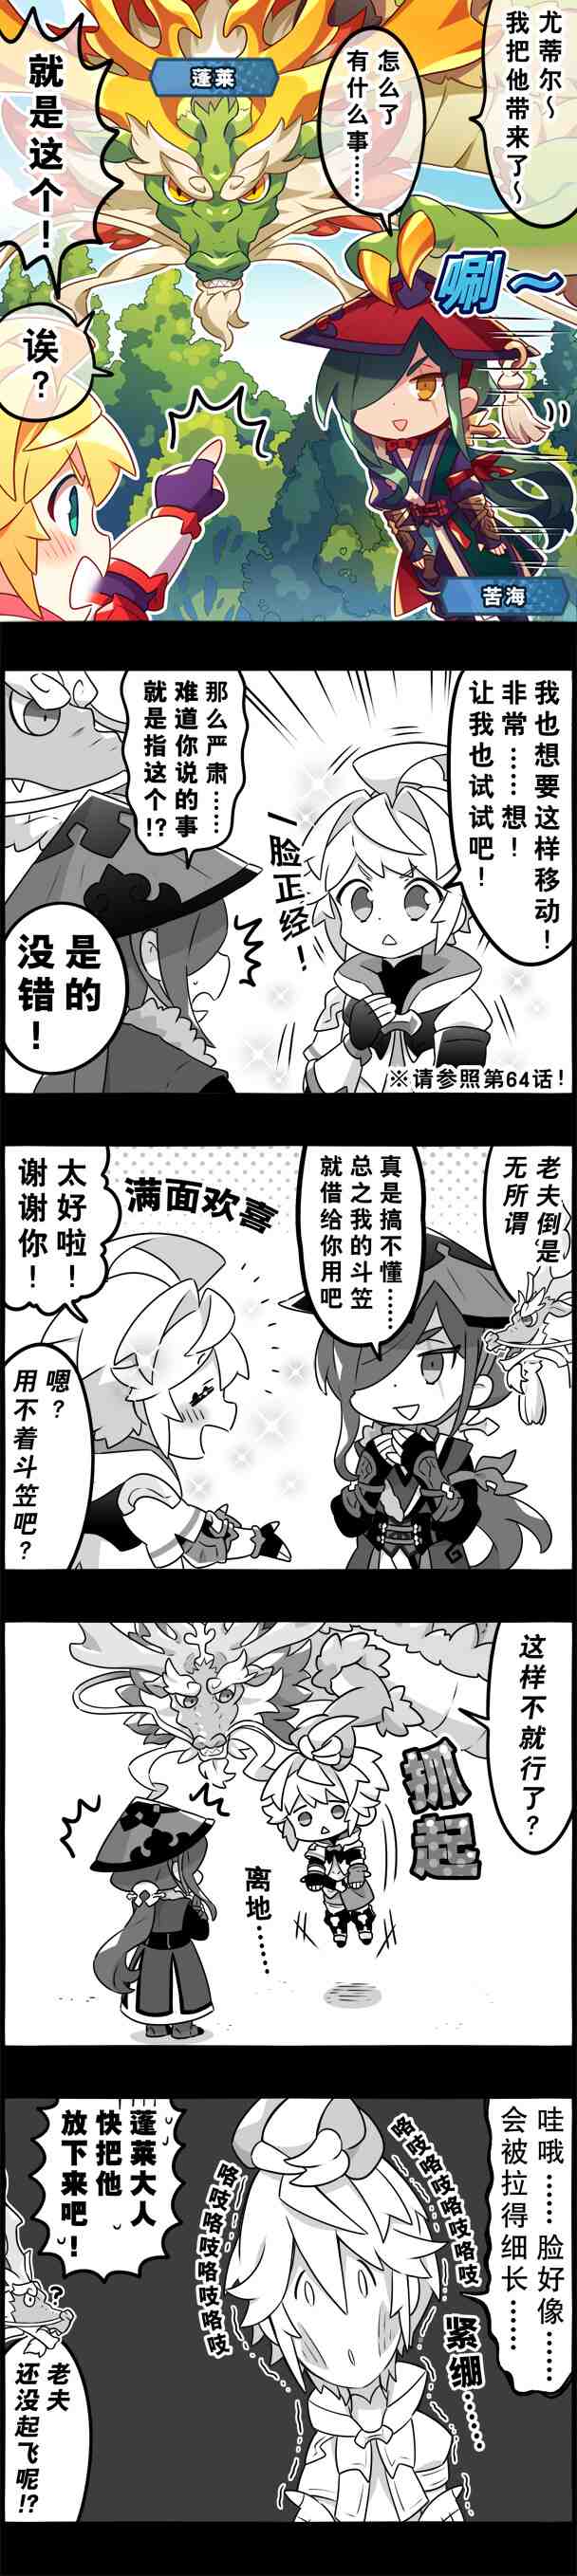 尤蒂尔～
我把他带来了～
怎么了
有什么事……
蓬莱
就是这个！
唰～
诶？
苦海
我也想要这样移动！
非常……想！
让我也试试吧！
一脸正经！
那么严肃……
难道你说的事
就是指这个!?
是的
没错！
※请参照第64话！
老夫倒是
无所谓
真是搞不懂……
总之我的斗笠
就借给你用吧
满面欢喜
太好啦！
谢谢你！
嗯？
用不着斗笠吧？
这样不就行了？
抓起
离地……
哇哦……脸好像……
会被拉得细长……
咯吱咯吱咯吱咯吱
紧绷……
咯吱咯吱咯吱咯吱
蓬莱大人
快把他
放下来吧！
?
老夫
还没起飞呢!?